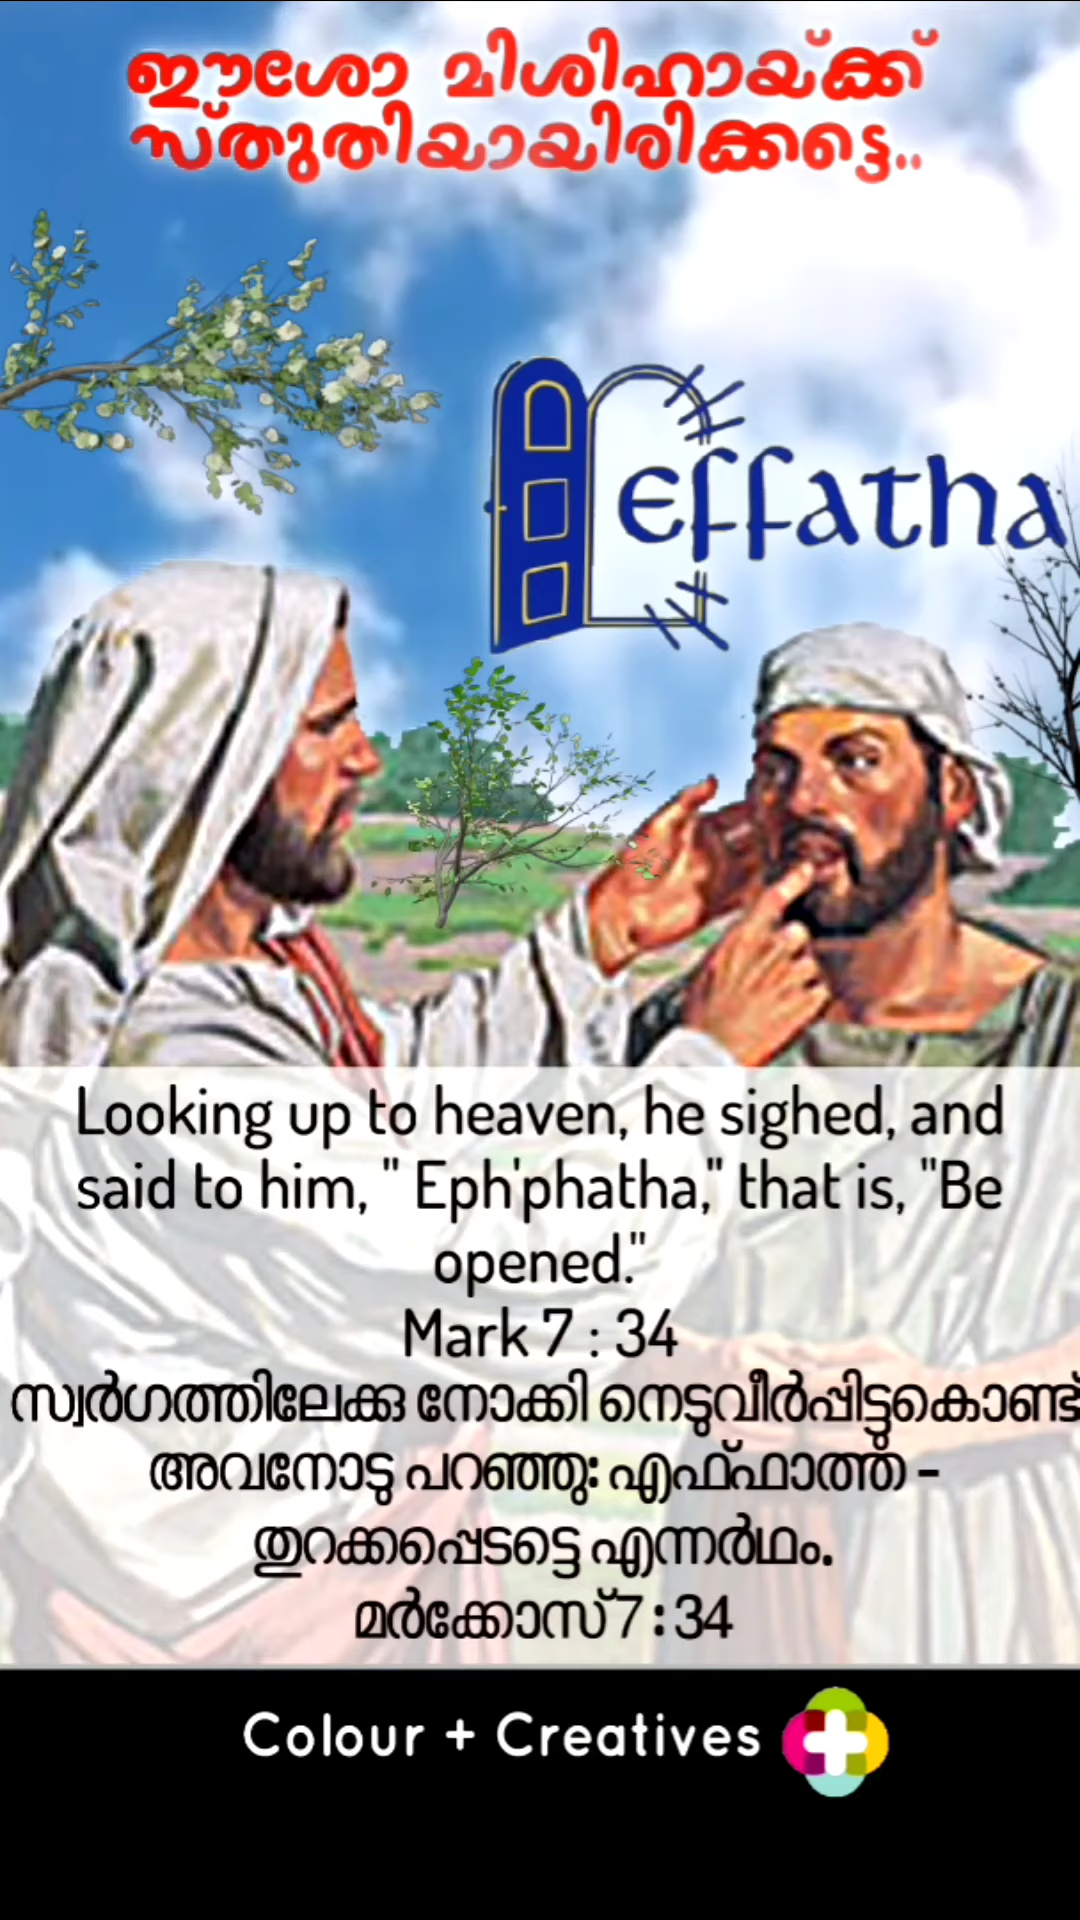 ഈശോ മിശിഹായ്ക്ക്
സ്തുതിയായിരിക്കട്ടെ..
effatha
Looking up to heaven, he sighed, and
said to him, " Eph'phatha," that is, "Be
opened."
Mark 7 : 34
സ്വർഗത്തിലേക്കു നോക്കി നെടുവീർപ്പിട്ടുകൊണ്ട്
അവനോടു പറഞ്ഞു: എഫ്ഫാത്ത -
തുറക്കപ്പെടട്ടെ എന്നർഥം.
മർക്കോസ് 7 : 34
Colour + Creatives